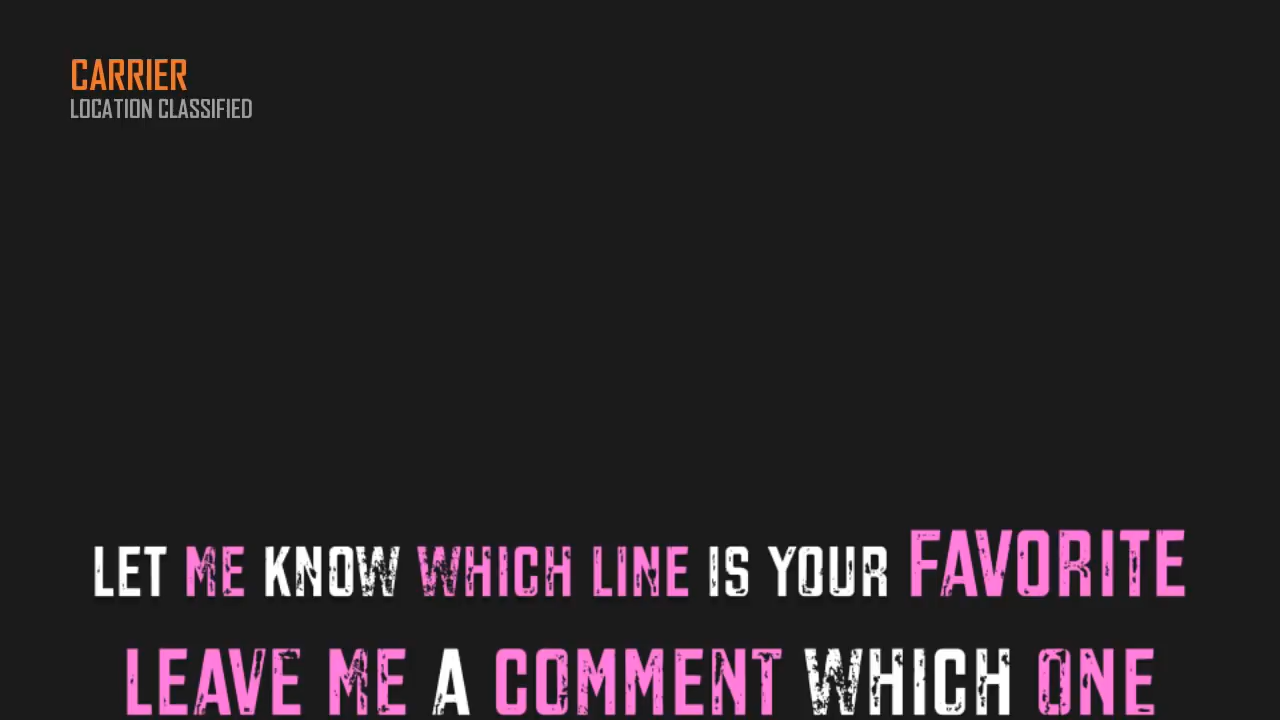 CARRIER
LOCATION CLASSIFIED
LET ME KNOW WHICH LINE IS YOUR FAVORITE
LEAVE ME A COMMENT WHICH ONE